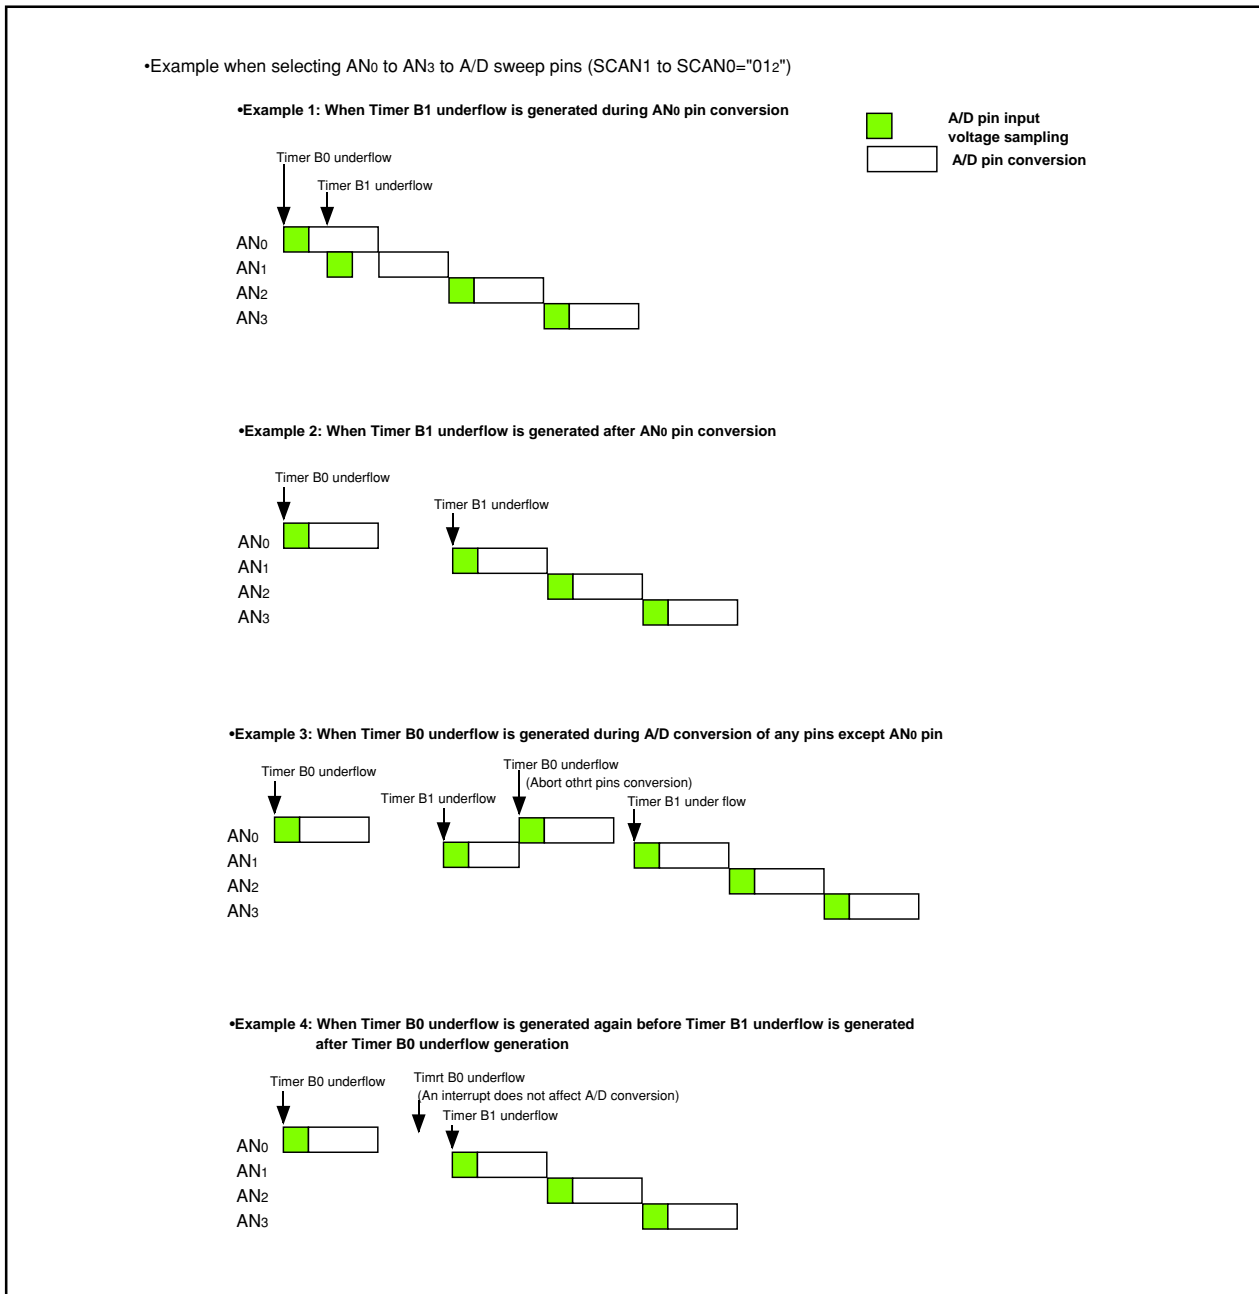 •Example when selecting AN0 to AN3 to A/D sweep pins (SCAN1 to SCAN0="012")
•Example 1: When Timer B1 underflow is generated during AN0 pin conversion
A/D pin input
voltage sampling
A/D pin conversion
Timer B0 underflow
Timer B1 underflow
AN0
AN1
AN2
AN3
•Example 2: When Timer B1 underflow is generated after AN0 pin conversion
Timer B0 underflow
Timer B1 underflow
AN0
AN1
AN2
AN3
•Example 3: When Timer B0 underflow is generated during A/D conversion of any pins except AN0 pin
Timer B0 underflow
Timer B0 underflow
(Abort othrt pins conversion)
Timer B1 underflow
Timer B1 under flow
AN0
AN1
AN2
AN3
•Example 4: When Timer B0 underflow is generated again before Timer B1 underflow is generated
after Timer B0 underflow generation
Timer B0 underflow
Timrt B0 underflow
(An interrupt does not affect A/D conversion)
Timer B1 underflow
AN0
AN1
AN2
AN3